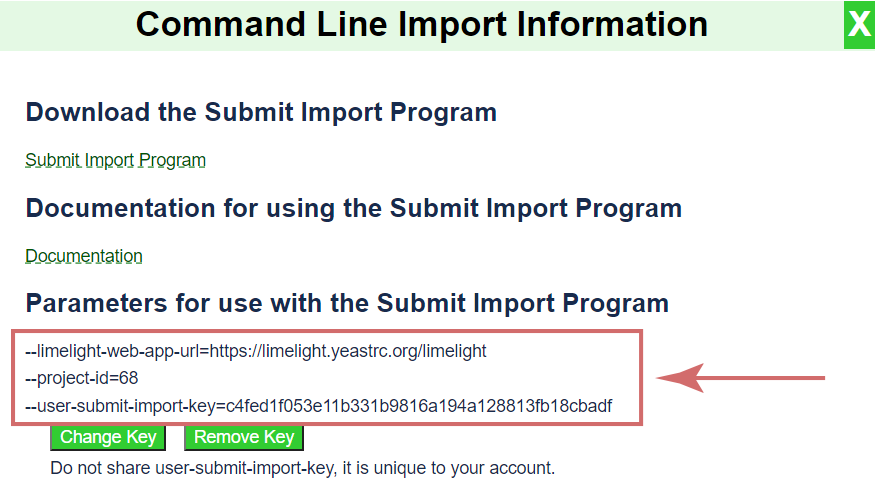 Command Line Import Information
X
Download the Submit Import Program
Submit Import Program
Documentation for using the Submit Import Program
Documentation
Parameters for use with the Submit Import Program
--limelight-web-app-url=https://limelight.yeastrc.org/limelight
--project-id=68
--user-submit-import-key=c4fed1f053e11b331b9816a194a128813fb18cbadf
Change Key Remove Key
Do not share user-submit-import-key, it is unique to your account.